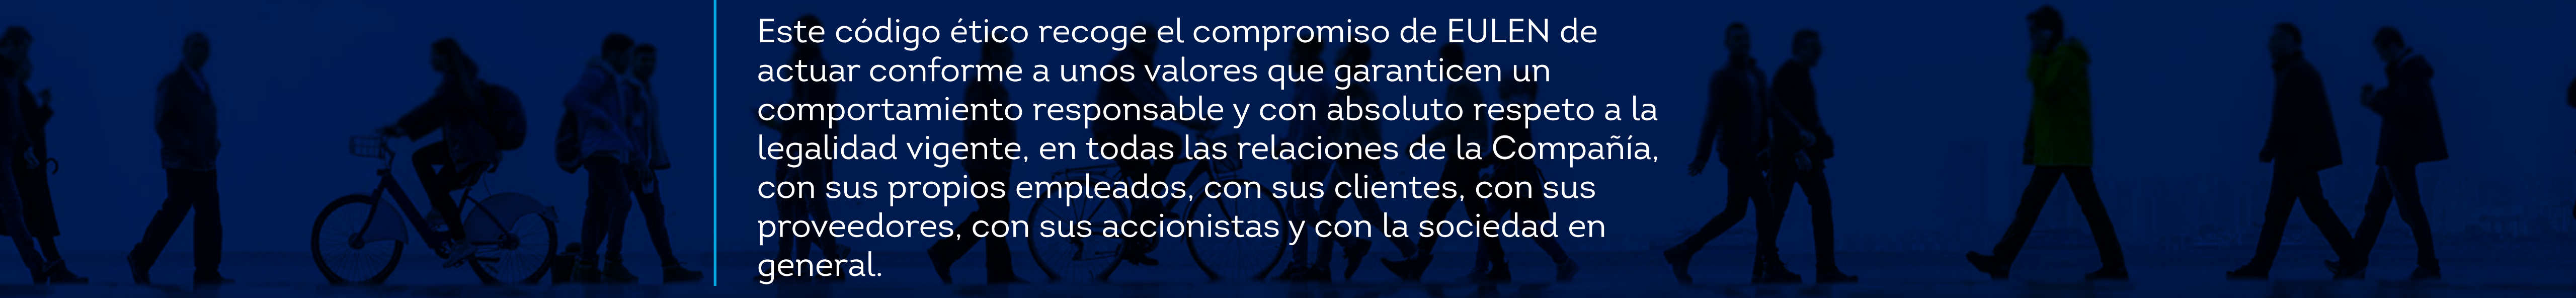 Este código ético recoge el compromiso de EULEN de
actuar conforme a unos valores que garanticen un
comportamiento responsable y con absoluto respeto a la
legalidad vigente, en todas las relaciones de la Compañía,
con sus propios empleados, con sus clientes, con sus
proveedores, con sus accionistas y con la sociedad en
general.